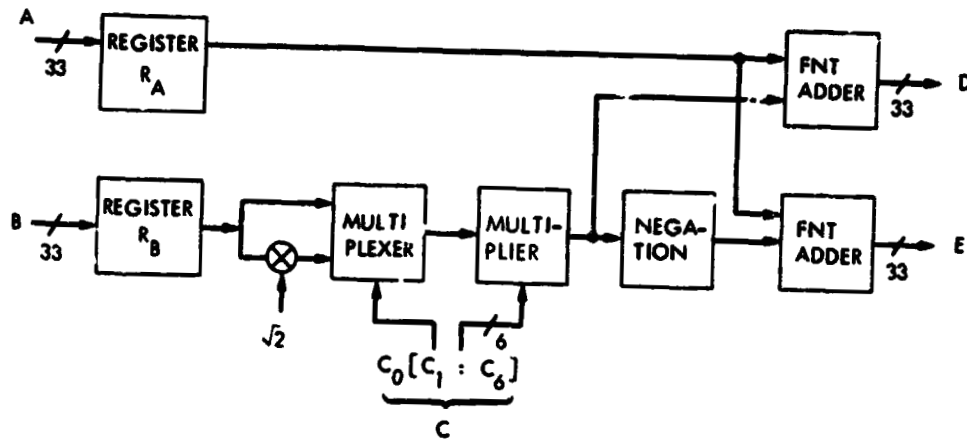 A
33
REGISTER
R_A
FNT
ADDER
D
33
B
33
REGISTER
R_B
√2
MULTI
PLEXER
MULTI-
PLIER
NEGA-
TION
FNT
ADDER
E
33
6
C_0 [C_1 : C_6]
C